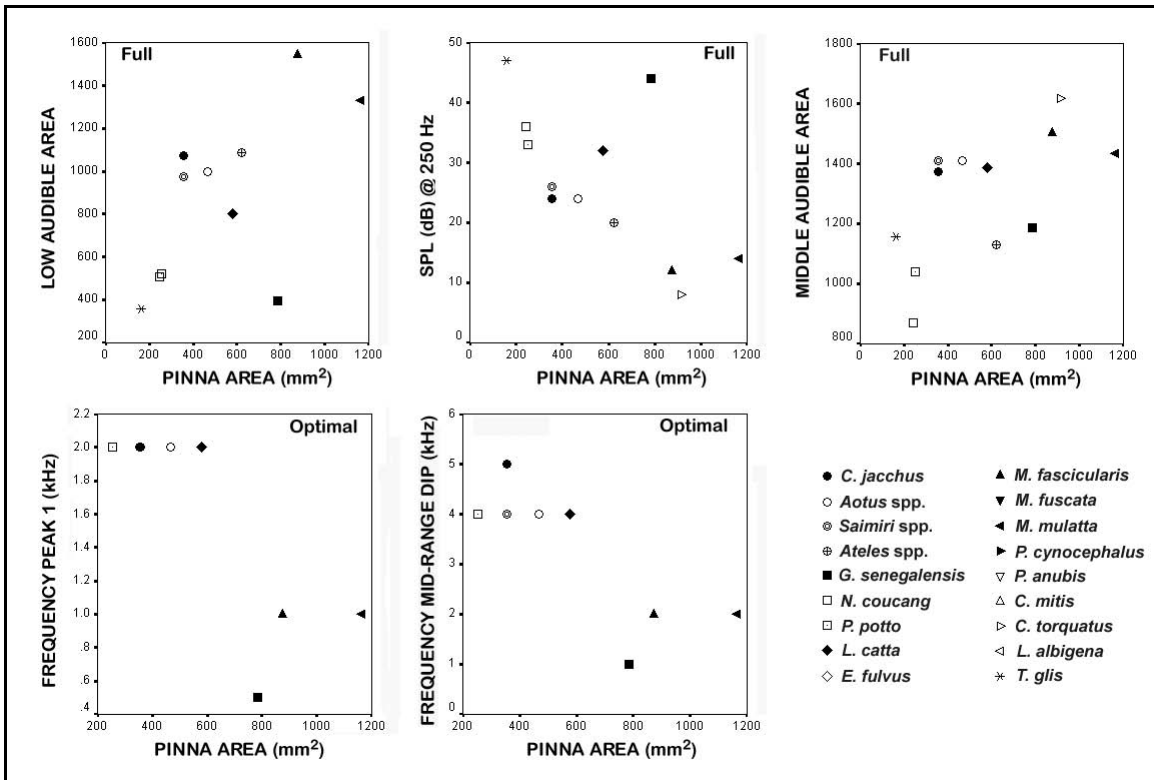 Full
LOW AUDIBLE AREA
1600
1400
1200
1000
800
600
400
200
0 200 400 600 800 1000 1200
PINNA AREA (mm²)
Full
SPL (dB) @ 250 Hz
50
40
30
20
10
0
0 200 400 600 800 1000 1200
PINNA AREA (mm²)
Full
MIDDLE AUDIBLE AREA
1800
1600
1400
1200
1000
800
0 200 400 600 800 1000 1200
PINNA AREA (mm²)
Optimal
FREQUENCY PEAK 1 (kHz)
2.2
2.0
1.8
1.6
1.4
1.2
1.0
.8
.6
.4
200 400 600 800 1000 1200
PINNA AREA (mm²)
Optimal
FREQUENCY MID-RANGE DIP (kHz)
6
5
4
3
2
1
0
200 400 600 800 1000 1200
PINNA AREA (mm²)
C. jacchus
Aotus spp.
Saimiri spp.
Ateles spp.
G. senegalensis
N. coucang
P. potto
L. catta
E. fulvus
M. fascicularis
M. fuscata
M. mulatta
P. cynocephalus
P. anubis
C. mitis
C. torquatus
L. albigena
T. glis